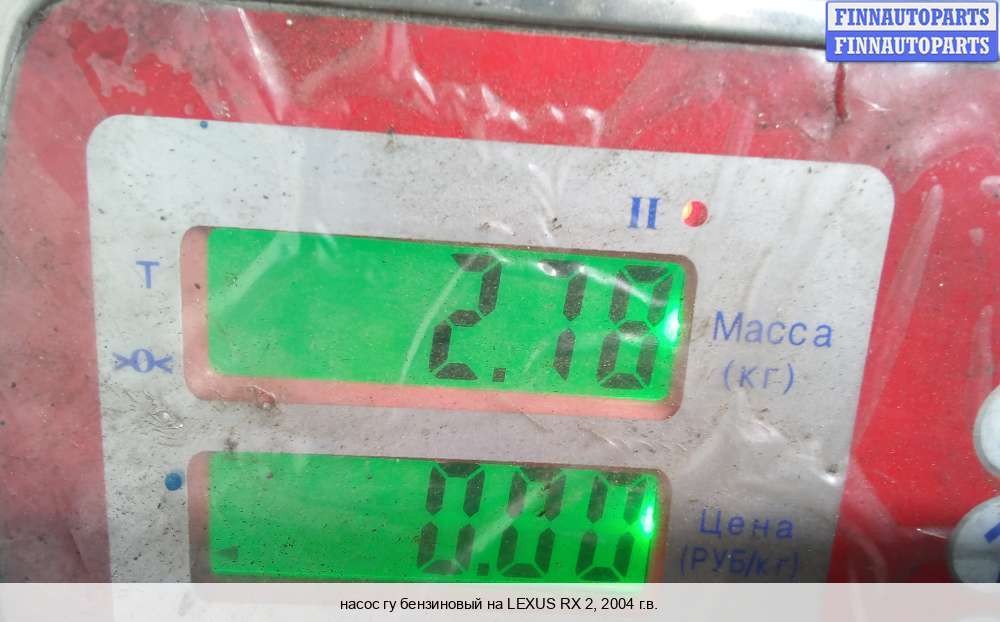 FINNAUTOPARTS
FINNAUTOPARTS
II
T
2.78
Масса
>0<
(кг)
0.00
Цена
(РУБ/кг)
насос гу бензиновый на LEXUS RX 2, 2004 г.в.